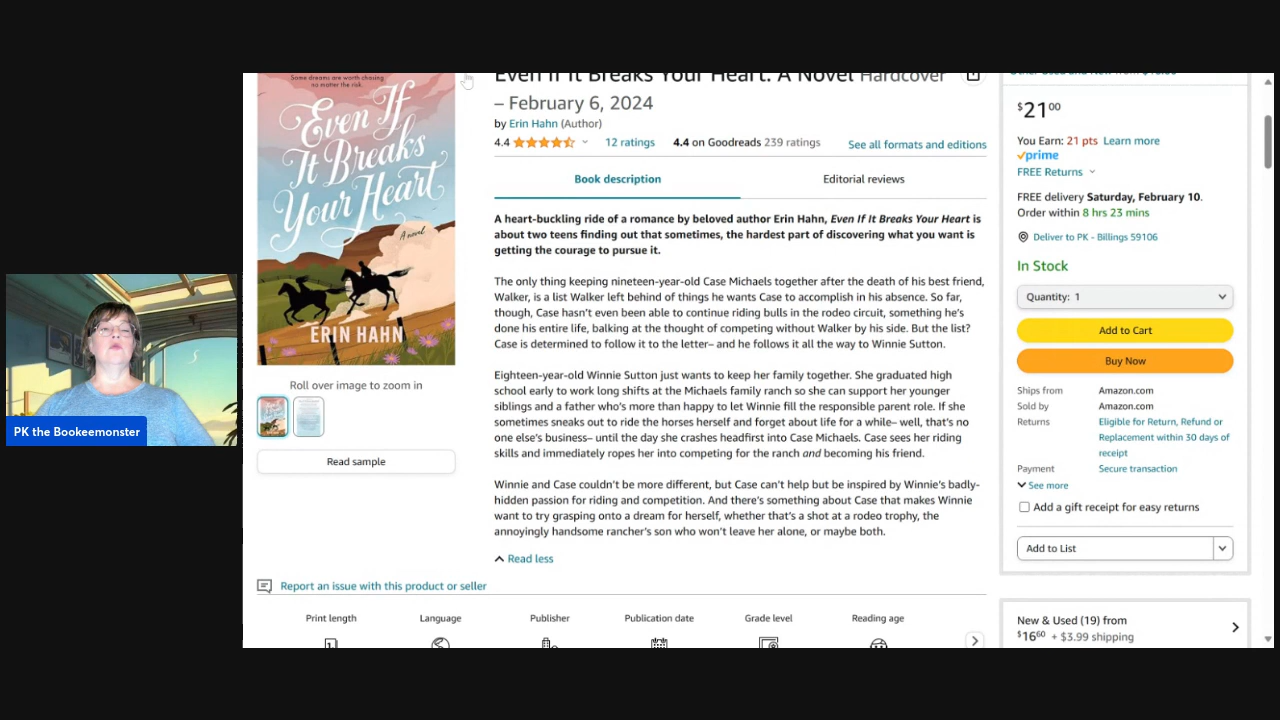 PK the Bookeemonster
Some dreams are worth chasing
no matter the risk.
Even If
It Breaks
Your Heart
A novel
ERIN HAHN
Roll over image to zoom in
Read sample
Even If It Breaks Your Heart: A Novel Hardcover
– February 6, 2024
by Erin Hahn (Author)
4.4 12 ratings 4.4 on Goodreads 239 ratings See all formats and editions
Book description Editorial reviews
A heart-buckling ride of a romance by beloved author Erin Hahn, Even If It Breaks Your Heart is
about two teens finding out that sometimes, the hardest part of discovering what you want is
getting the courage to pursue it.
The only thing keeping nineteen-year-old Case Michaels together after the death of his best friend,
Walker, is a list Walker left behind of things he wants Case to accomplish in his absence. So far,
though, Case hasn't even been able to continue riding bulls in the rodeo circuit, something he's
done his entire life, balking at the thought of competing without Walker by his side. But the list?
Case is determined to follow it to the letter– and he follows it all the way to Winnie Sutton.
Eighteen-year-old Winnie Sutton just wants to keep her family together. She graduated high
school early to work long shifts at the Michaels family ranch so she can support her younger
siblings and a father who's more than happy to let Winnie fill the responsible parent role. If she
sometimes sneaks out to ride the horses herself and forget about life for a while– well, that's no
one else's business– until the day she crashes headfirst into Case Michaels. Case sees her riding
skills and immediately ropes her into competing for the ranch and becoming his friend.
Winnie and Case couldn't be more different, but Case can't help but be inspired by Winnie's badly-
hidden passion for riding and competition. And there's something about Case that makes Winnie
want to try grasping onto a dream for herself, whether that's a shot at a rodeo trophy, the
annoyingly handsome rancher's son who won't leave her alone, or maybe both.
Read less
Report an issue with this product or seller
Print length Language Publisher Publication date Grade level Reading age
$2100
You Earn: 21 pts Learn more
prime
FREE Returns
FREE delivery Saturday, February 10.
Order within 8 hrs 23 mins
Deliver to PK - Billings 59106
In Stock
Quantity: 1
Add to Cart
Buy Now
Ships from Amazon.com
Sold by Amazon.com
Returns Eligible for Return, Refund or
Replacement within 30 days of
receipt
Payment Secure transaction
See more
Add a gift receipt for easy returns
Add to List
New & Used (19) from
$1660 + $3.99 shipping